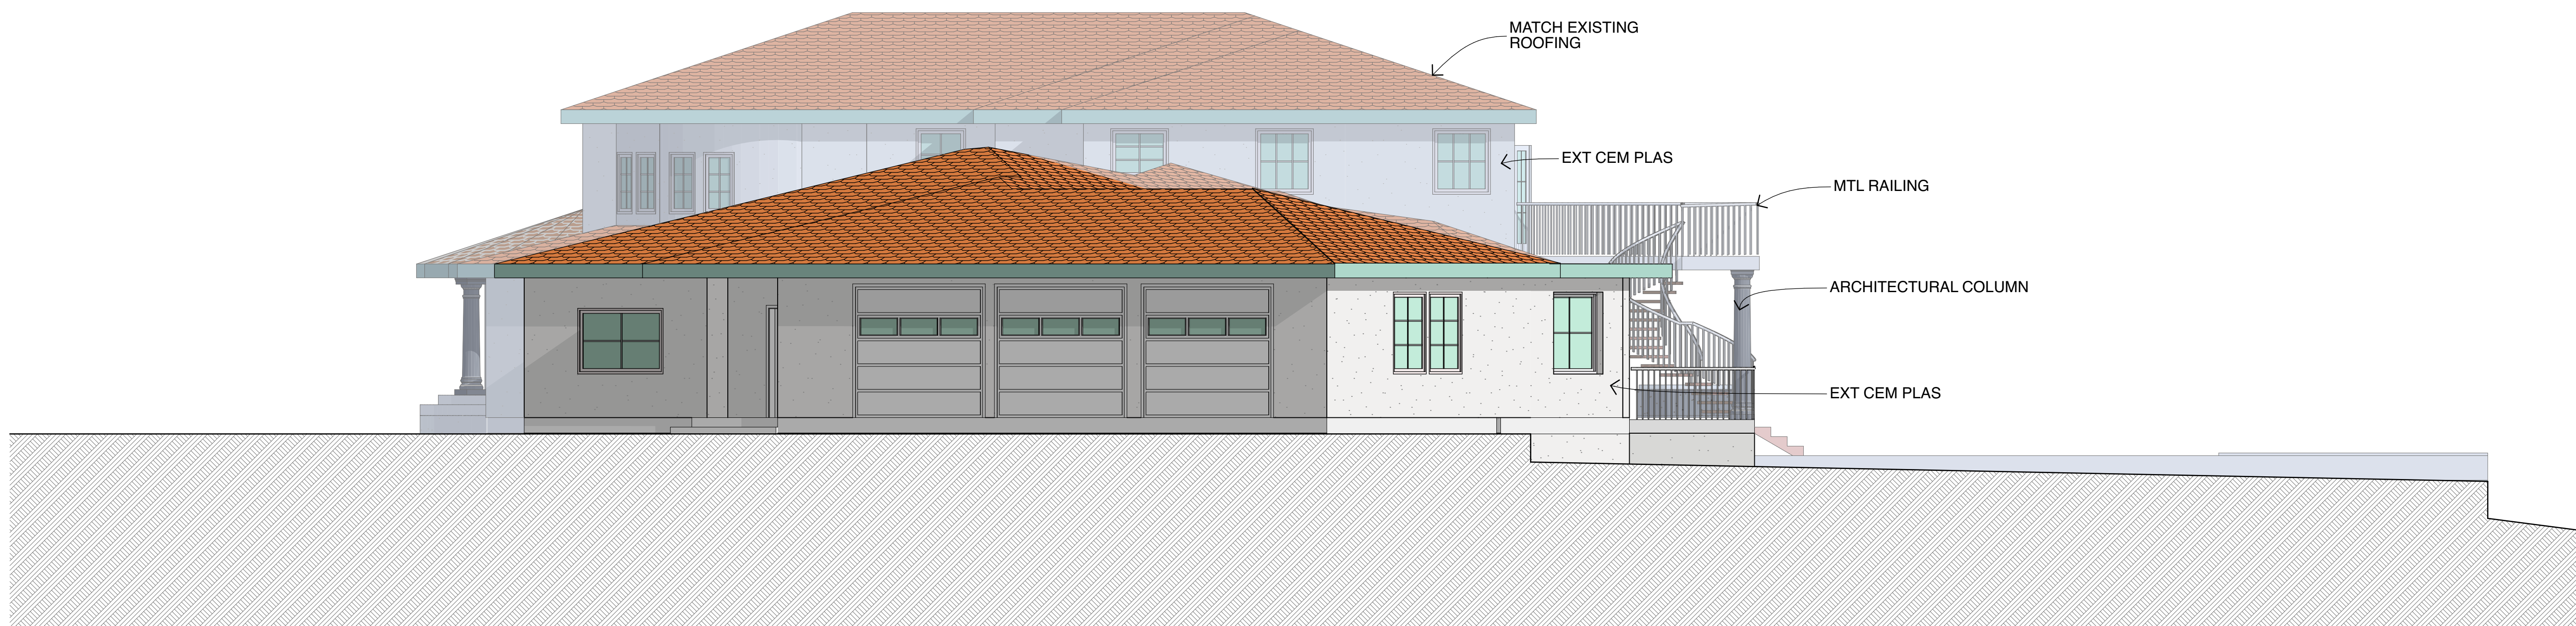 MATCH EXISTING
ROOFING
EXT CEM PLAS
MTL RAILING
ARCHITECTURAL COLUMN
EXT CEM PLAS